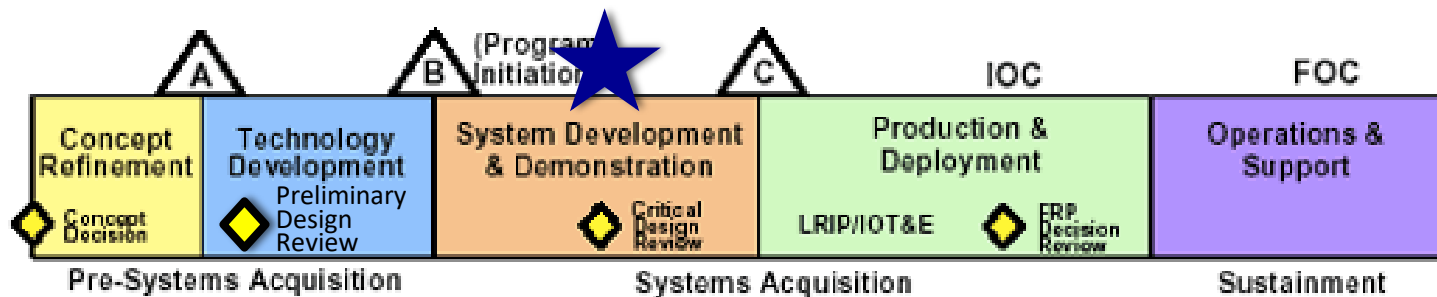 A
B
(Program
Initiation
C
IOC
FOC
Concept
Refinement
Technology
Development
System Development
& Demonstration
Production &
Deployment
Operations &
Support
Concept
Decision
Preliminary
Design
Review
Critical
Design
Review
LRIP/IOT&E
FRP
Decision
Review
Pre-Systems Acquisition
Systems Acquisition
Sustainment